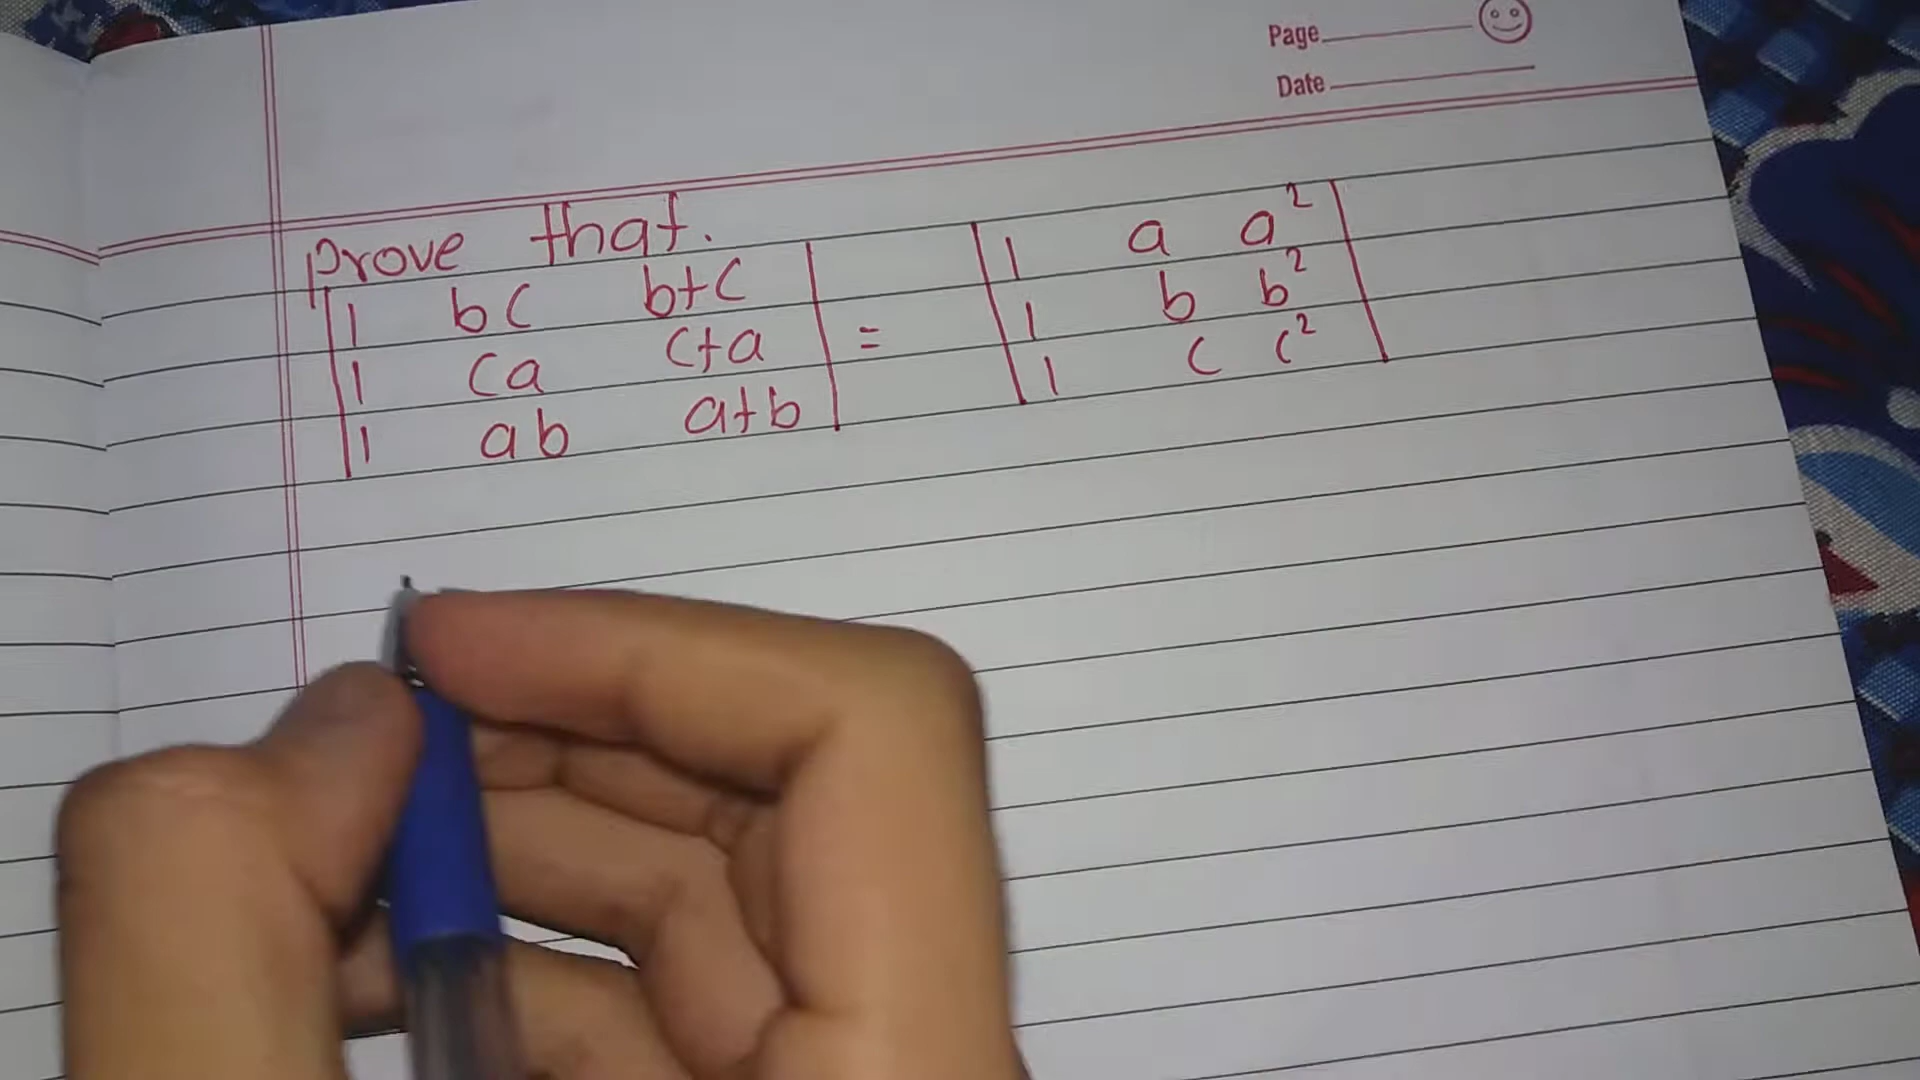 Page
Date
Prove that.
| 1 bc b+c | = | 1 a a² |
| 1 ca c+a | | 1 b b² |
| 1 ab a+b | | 1 c c² |